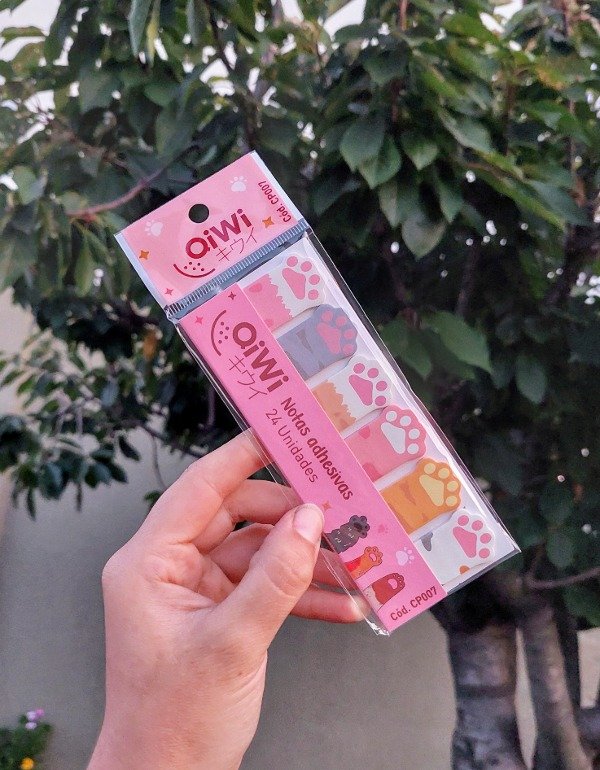 Cód. CP007
QiWi
キウイ
QiWi
キウイ
Notas adhesivas
24 Unidades
Cód. CP007